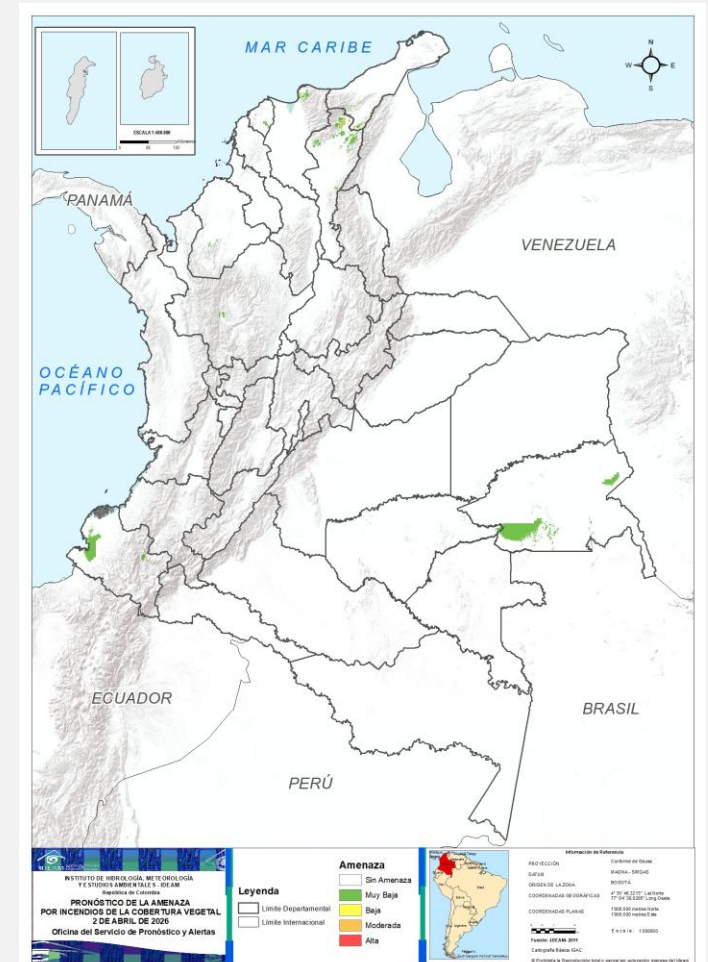 MAR CARIBE
N
W
E
S
PANAMÁ
VENEZUELA
OCÉANO
PACÍFICO
ECUADOR
BRASIL
PERÚ
INSTITUTO DE HIDROLOGÍA, METEOROLOGÍA
Y ESTUDIOS AMBIENTALES - IDEAM
República de Colombia
PRONÓSTICO DE LA AMENAZA
POR INCENDIOS DE LA COBERTURA VEGETAL
2 DE ABRIL DE 2026
Oficina del Servicio de Pronóstico y Alertas
Leyenda
Límite Departamental
Límite Internacional
Amenaza
Sin Amenaza
Muy Baja
Baja
Moderada
Alta
Información de Referencia
PROYECCIÓN
Conforme de Gauss
DATUM
MAGNA - SIRGAS
ORIGEN DE LA ZONA
BOGOTÁ
COORDENADAS GEOGRÁFICAS
COORDENADAS PLANAS
1'000.000 metros Norte
1'000.000 metros Este
Fuente: IDEAM, 2011
Cartografía Básica: IGAC